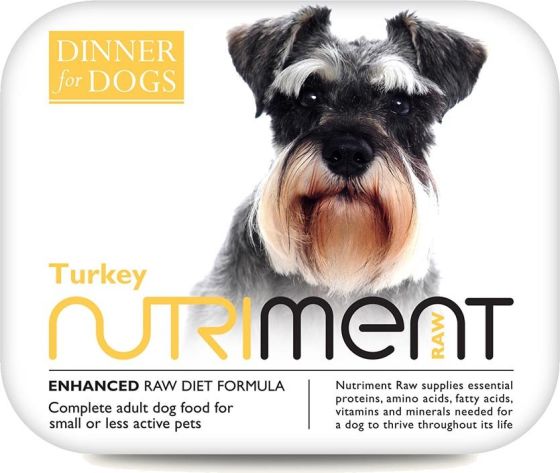 DINNER
for DOGS
Turkey
NUTRIMENT
RAW
ENHANCED RAW DIET FORMULA
Complete adult dog food for
small or less active pets
Nutriment Raw supplies essential
proteins, amino acids, fatty acids,
vitamins and minerals needed for
a dog to thrive throughout its life